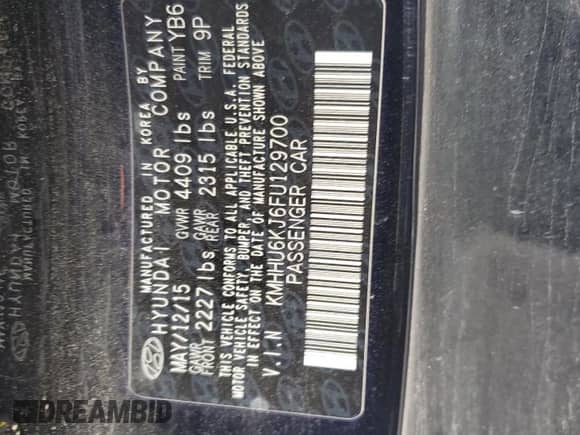 MANUFACTURED IN KOREA BY
HYUNDAI MOTOR COMPANY
MAY/12/15 GVWR 4409 lbs PAINT YB6
GAWR FRONT 2227 lbs GAWR REAR 2315 lbs TRIM 9P
THIS VEHICLE CONFORMS TO ALL APPLICABLE U.S.A. FEDERAL
MOTOR VEHICLE SAFETY, BUMPER, AND THEFT PREVENTION STANDARDS
IN EFFECT ON THE DATE OF MANUFACTURE SHOWN ABOVE
V.I.N KMHHU6KJ6FU129700
PASSENGER CAR
DREAMBID